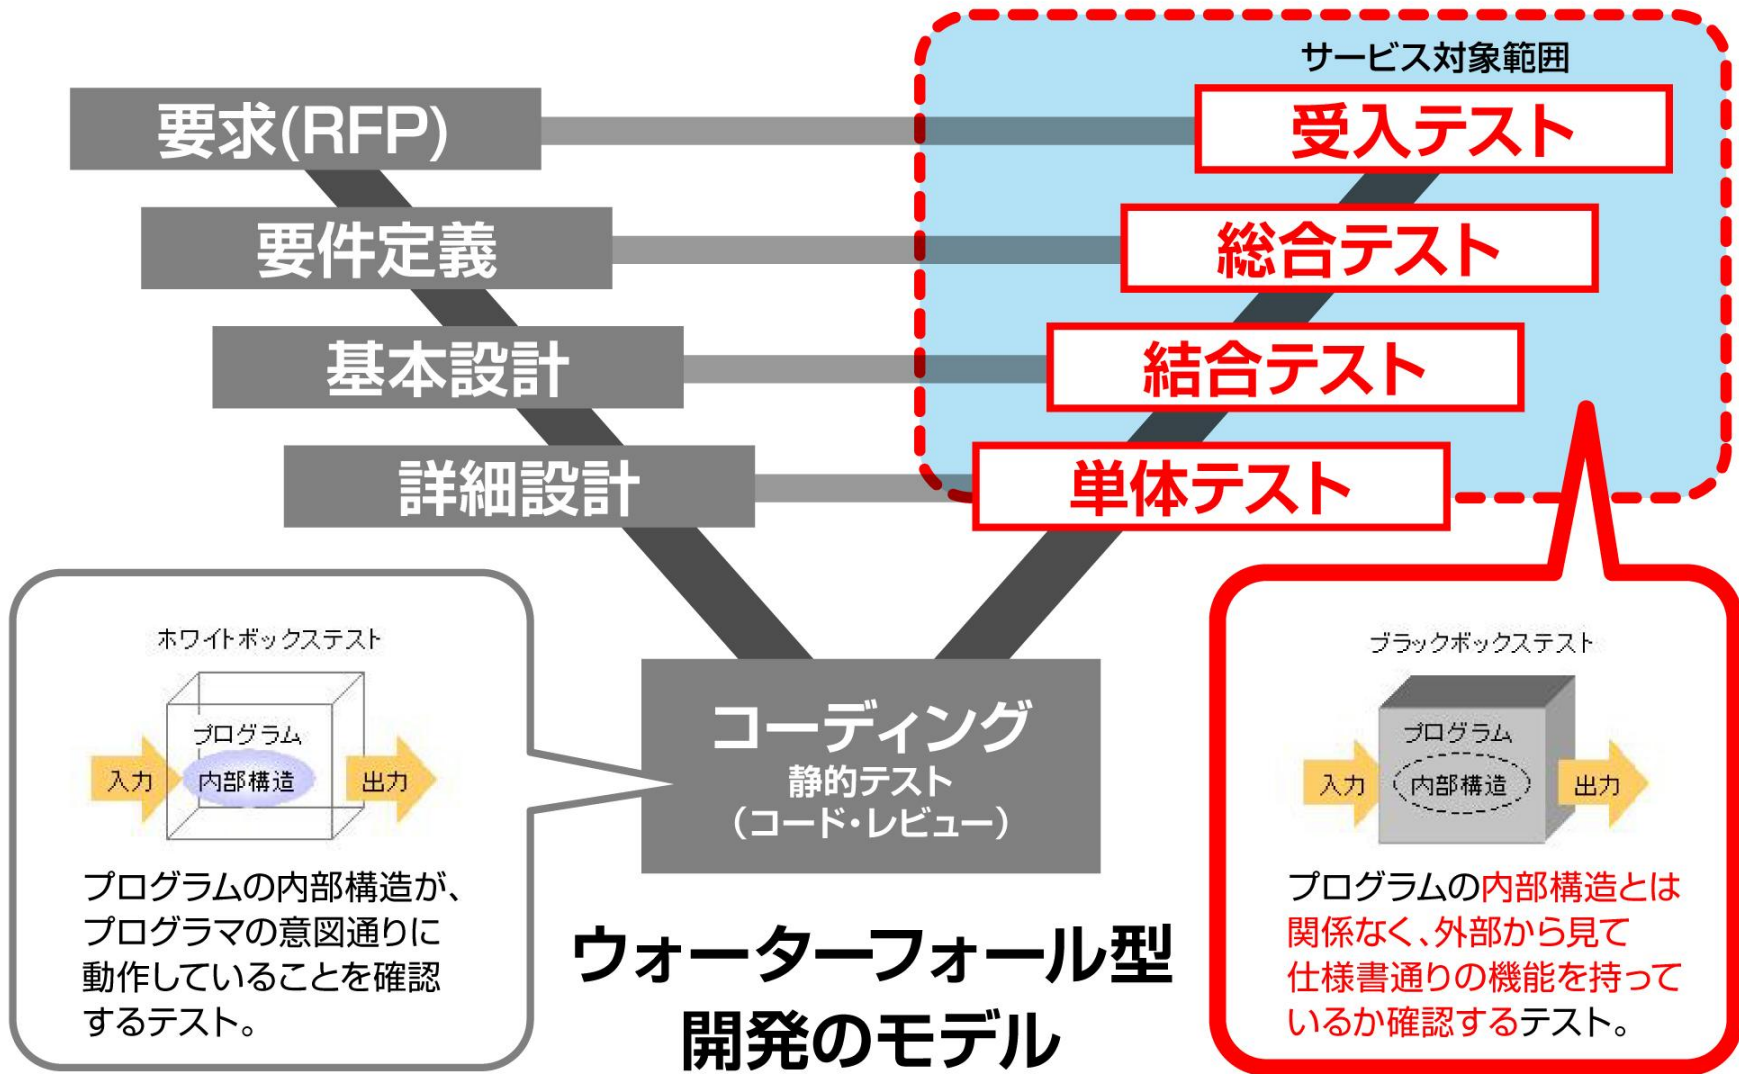 サービス対象範囲
要求(RFP)
受入テスト
要件定義
総合テスト
基本設計
結合テスト
詳細設計
単体テスト
ホワイトボックステスト
プログラム
入力
内部構造
出力
プログラムの内部構造が、
プログラマの意図通りに
動作していることを確認
するテスト。
コーディング
静的テスト
(コード・レビュー)
ブラックボックステスト
プログラム
入力
内部構造
出力
プログラムの内部構造とは
関係なく、外部から見て
仕様書通りの機能を持って
いるか確認するテスト。
ウォーターフォール型
開発のモデル